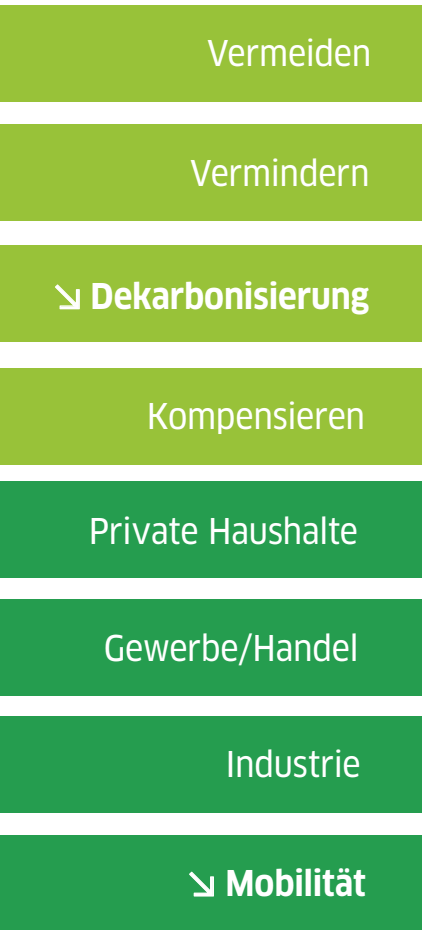 Vermeiden
Vermindern
↘ Dekarbonisierung
Kompensieren
Private Haushalte
Gewerbe/Handel
Industrie
↘ Mobilität